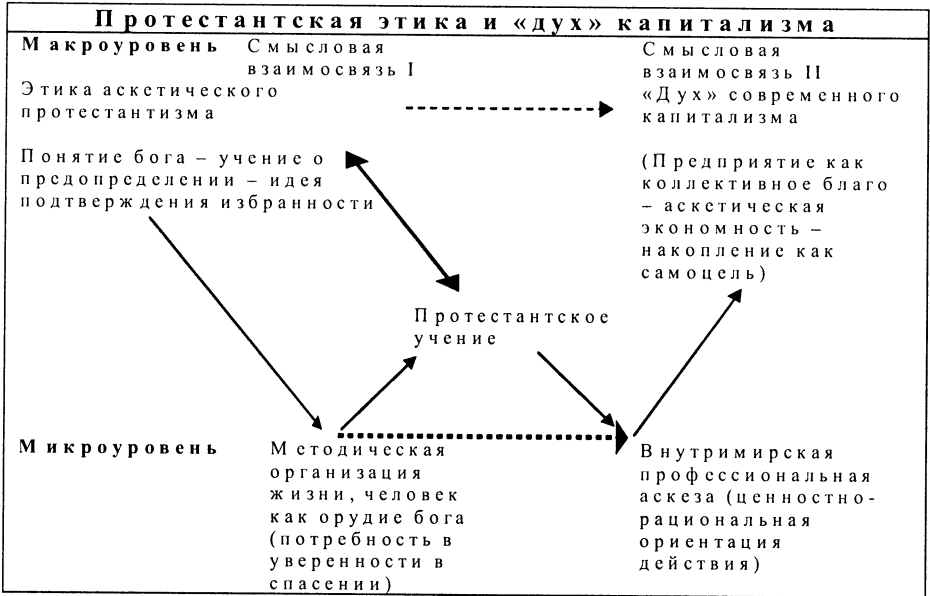 Протестантская этика и «дух» капитализма
Макроуровень
Смысловая
взаимосвязь I
Этика аскетического
протестантизма
Понятие бога – учение о
предопределении – идея
подтверждения избранности
Смысловая
взаимосвязь II
«Дух» современного
капитализма
(Предприятие как
коллективное благо
– аскетическая
экономность –
накопление как
самоцель)
Протестантское
учение
Микроуровень
Методическая
организация
жизни, человек
как орудие бога
(потребность в
уверенности в
спасении)
Внутримирская
профессиональная
аскеза (ценностно-
рациональная
ориентация
действия)